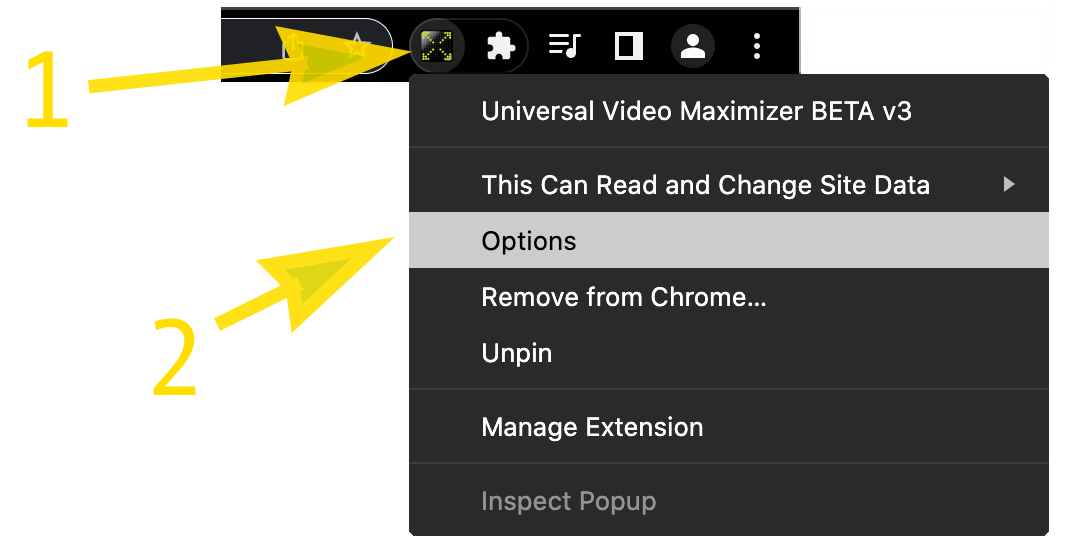 1
Universal Video Maximizer BETA v3
This Can Read and Change Site Data
2
Options
Remove from Chrome...
Unpin
Manage Extension
Inspect Popup